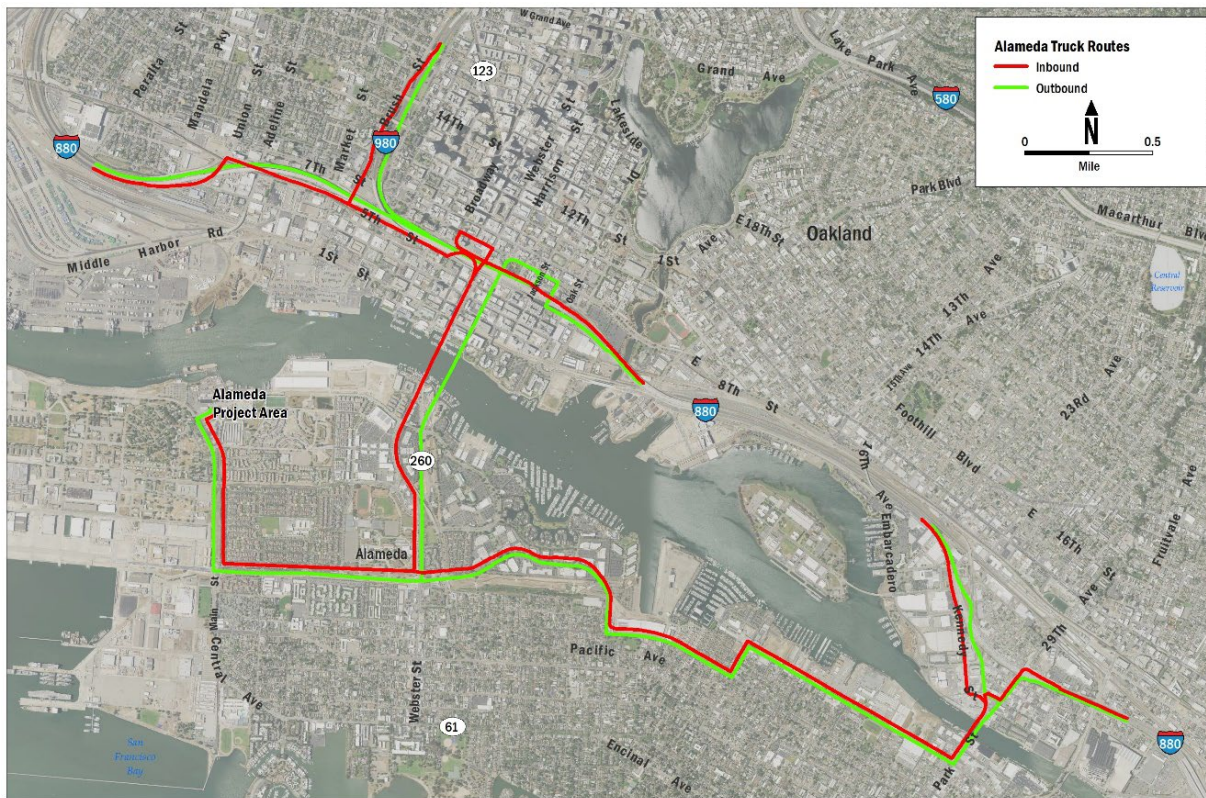 W Grand Ave
Alameda Truck Routes
Inbound
Outbound
N
0
0.5
Mile
Peralta St
Mandela Pky
Union St
Adeline St
Market St
Brush St
7Th
5Th St
1St St
Middle Harbor Rd
880
980
123
14Th St
Broadway
Webster St
Harrison St
12Th St
Lakeside Dr
Grand Ave
Lake Park Ave
580
1St Ave
E 18Th St
Oakland
Park Blvd
Macarthur Blvd
Central
Reservoir
Jackson St
Oak St
13Th Ave
14Th Ave
15Th Ave
23Rd Ave
Foothill Blvd
E 8Th St
880
16Th Ave
Embarcadero
E 16Th St
Fruitvale Ave
29Th Ave
Kennedy St
Alameda
Project Area
260
Alameda
Main St
Central Ave
Webster St
Pacific Ave
61
Encinal Ave
Park St
880
San
Francisco
Bay